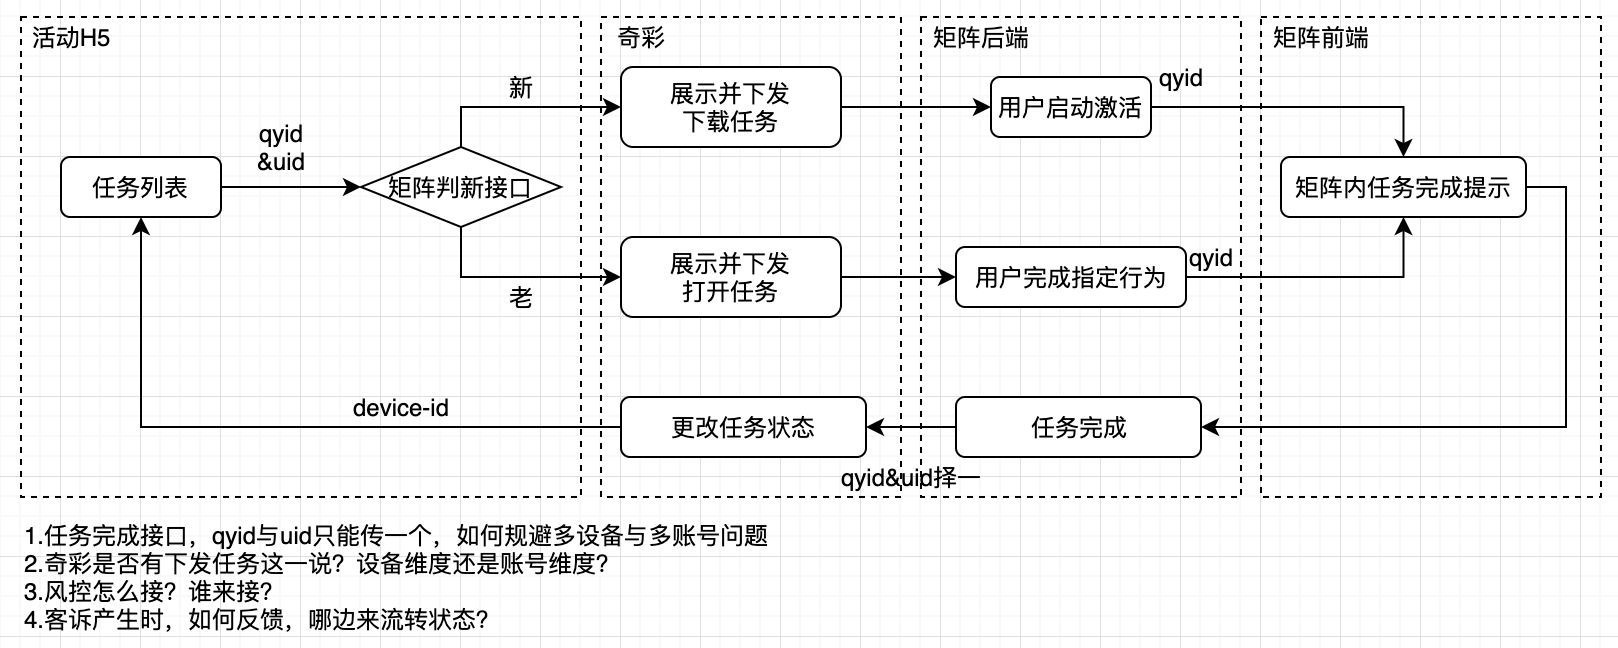 活动H5
奇彩
矩阵后端
矩阵前端
新
展示并下发
下载任务
用户启动激活
qyid
qyid
&uid
任务列表
矩阵判新接口
矩阵内任务完成提示
展示并下发
打开任务
用户完成指定行为
qyid
老
device-id
更改任务状态
任务完成
qyid&uid择一
1.任务完成接口，qyid与uid只能传一个，如何规避多设备与多账号问题
2.奇彩是否有下发任务这一说？设备维度还是账号维度？
3.风控怎么接？谁来接？
4.客诉产生时，如何反馈，哪边来流转状态？